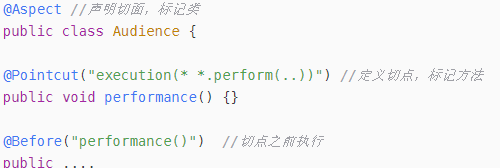 @Aspect //声明切面，标记类
public class Audience {
@Pointcut("execution(* *.perform(..))") //定义切点，标记方法
public void performance() {}
@Before("performance()")  //切点之前执行
public ....